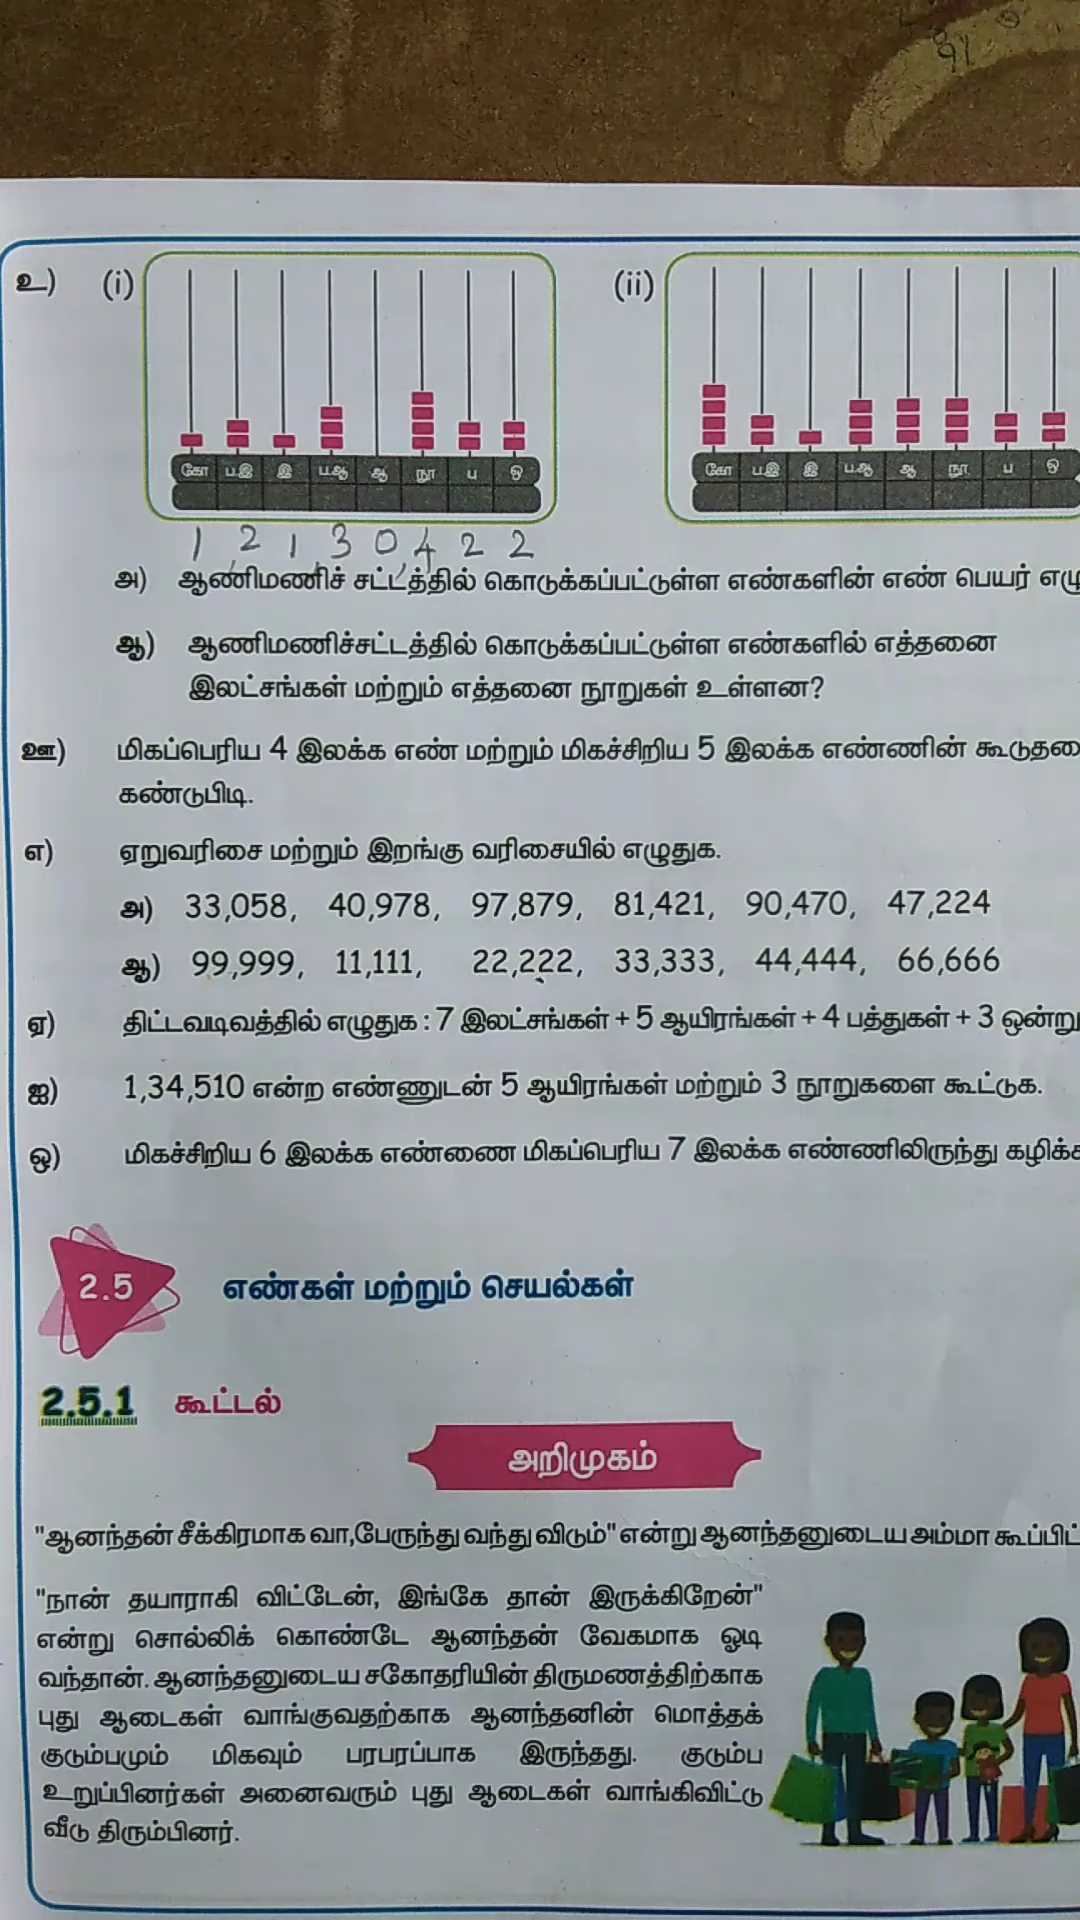 உ) (i) (ii)
கோ ப.இ இ ப.ஆ ஆ நூ ப ஒ
கோ ப.இ இ ப.ஆ ஆ நூ ப ஒ
1 2 1 3 0 4 2 2
அ) ஆணிமணிச் சட்டத்தில் கொடுக்கப்பட்டுள்ள எண்களின் எண் பெயர் எழு
ஆ) ஆணிமணிச்சட்டத்தில் கொடுக்கப்பட்டுள்ள எண்களில் எத்தனை
இலட்சங்கள் மற்றும் எத்தனை நூறுகள் உள்ளன?
ஊ) மிகப்பெரிய 4 இலக்க எண் மற்றும் மிகச்சிறிய 5 இலக்க எண்ணின் கூடுதலை
கண்டுபிடி.
எ) ஏறுவரிசை மற்றும் இறங்கு வரிசையில் எழுதுக.
அ) 33,058, 40,978, 97,879, 81,421, 90,470, 47,224
ஆ) 99,999, 11,111, 22,222, 33,333, 44,444, 66,666
ஏ) திட்டவடிவத்தில் எழுதுக : 7 இலட்சங்கள் + 5 ஆயிரங்கள் + 4 பத்துகள் + 3 ஒன்று
ஐ) 1,34,510 என்ற எண்ணுடன் 5 ஆயிரங்கள் மற்றும் 3 நூறுகளை கூட்டுக.
ஒ) மிகச்சிறிய 6 இலக்க எண்ணை மிகப்பெரிய 7 இலக்க எண்ணிலிருந்து கழிக்க
2.5 எண்கள் மற்றும் செயல்கள்
2.5.1 கூட்டல்
அறிமுகம்
"ஆனந்தன் சீக்கிரமாக வா,பேருந்து வந்து விடும்" என்று ஆனந்தனுடைய அம்மா கூப்பிட்
"நான் தயாராகி விட்டேன், இங்கே தான் இருக்கிறேன்"
என்று சொல்லிக் கொண்டே ஆனந்தன் வேகமாக ஓடி
வந்தான். ஆனந்தனுடைய சகோதரியின் திருமணத்திற்காக
புது ஆடைகள் வாங்குவதற்காக ஆனந்தனின் மொத்தக்
குடும்பமும் மிகவும் பரபரப்பாக இருந்தது. குடும்ப
உறுப்பினர்கள் அனைவரும் புது ஆடைகள் வாங்கிவிட்டு
வீடு திரும்பினர்.